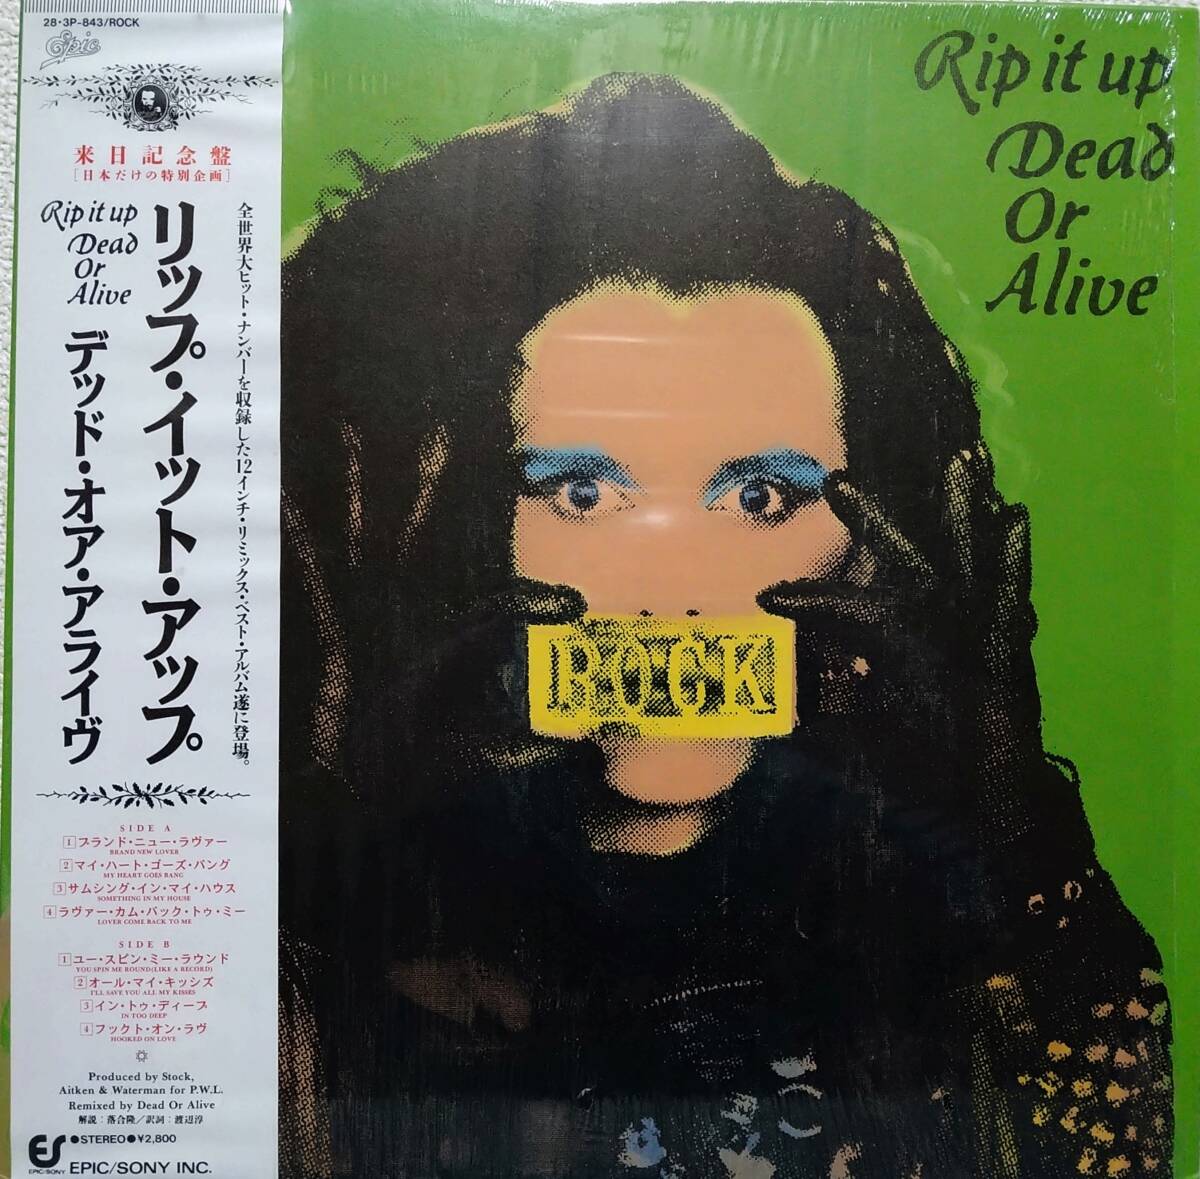 28・3P-843/ROCK
Epic
来日記念盤
[日本だけの特別企画]
全世界大ヒット・ナンバーを収録した12インチ・リミックス・ベスト・アルバム遂に登場。
リップ・イット・アップ
Rip it up
Dead
Or
Alive
デッド・オア・アライヴ
SIDE A
1 ブランド・ニュー・ラヴァー
BRAND NEW LOVER
2 マイ・ハート・ゴーズ・バング
MY HEART GOES BANG
3 サムシング・イン・マイ・ハウス
SOMETHING IN MY HOUSE
4 ラヴァー・カム・バック・トゥ・ミー
LOVER COME BACK TO ME
SIDE B
1 ユー・スピン・ミー・ラウンド
YOU SPIN ME ROUND (LIKE A RECORD)
2 オール・マイ・キッシズ
I'LL SAVE YOU ALL MY KISSES
3 イン・トゥ・ディープ
IN TOO DEEP
4 フックト・オン・ラヴ
HOOKED ON LOVE
Produced by Stock,
Aitken & Waterman for P.W.L.
Remixed by Dead Or Alive
解説:落合隆/訳詞:渡辺淳
●STEREO●¥2,800
ES
EPIC/SONY
EPIC/SONY INC.
Rip it up
Dead
Or
Alive
ROCK